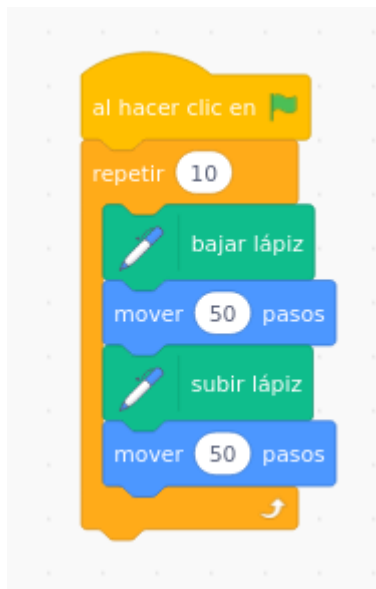 al hacer clic en
repetir 10
bajar lápiz
mover 50 pasos
subir lápiz
mover 50 pasos